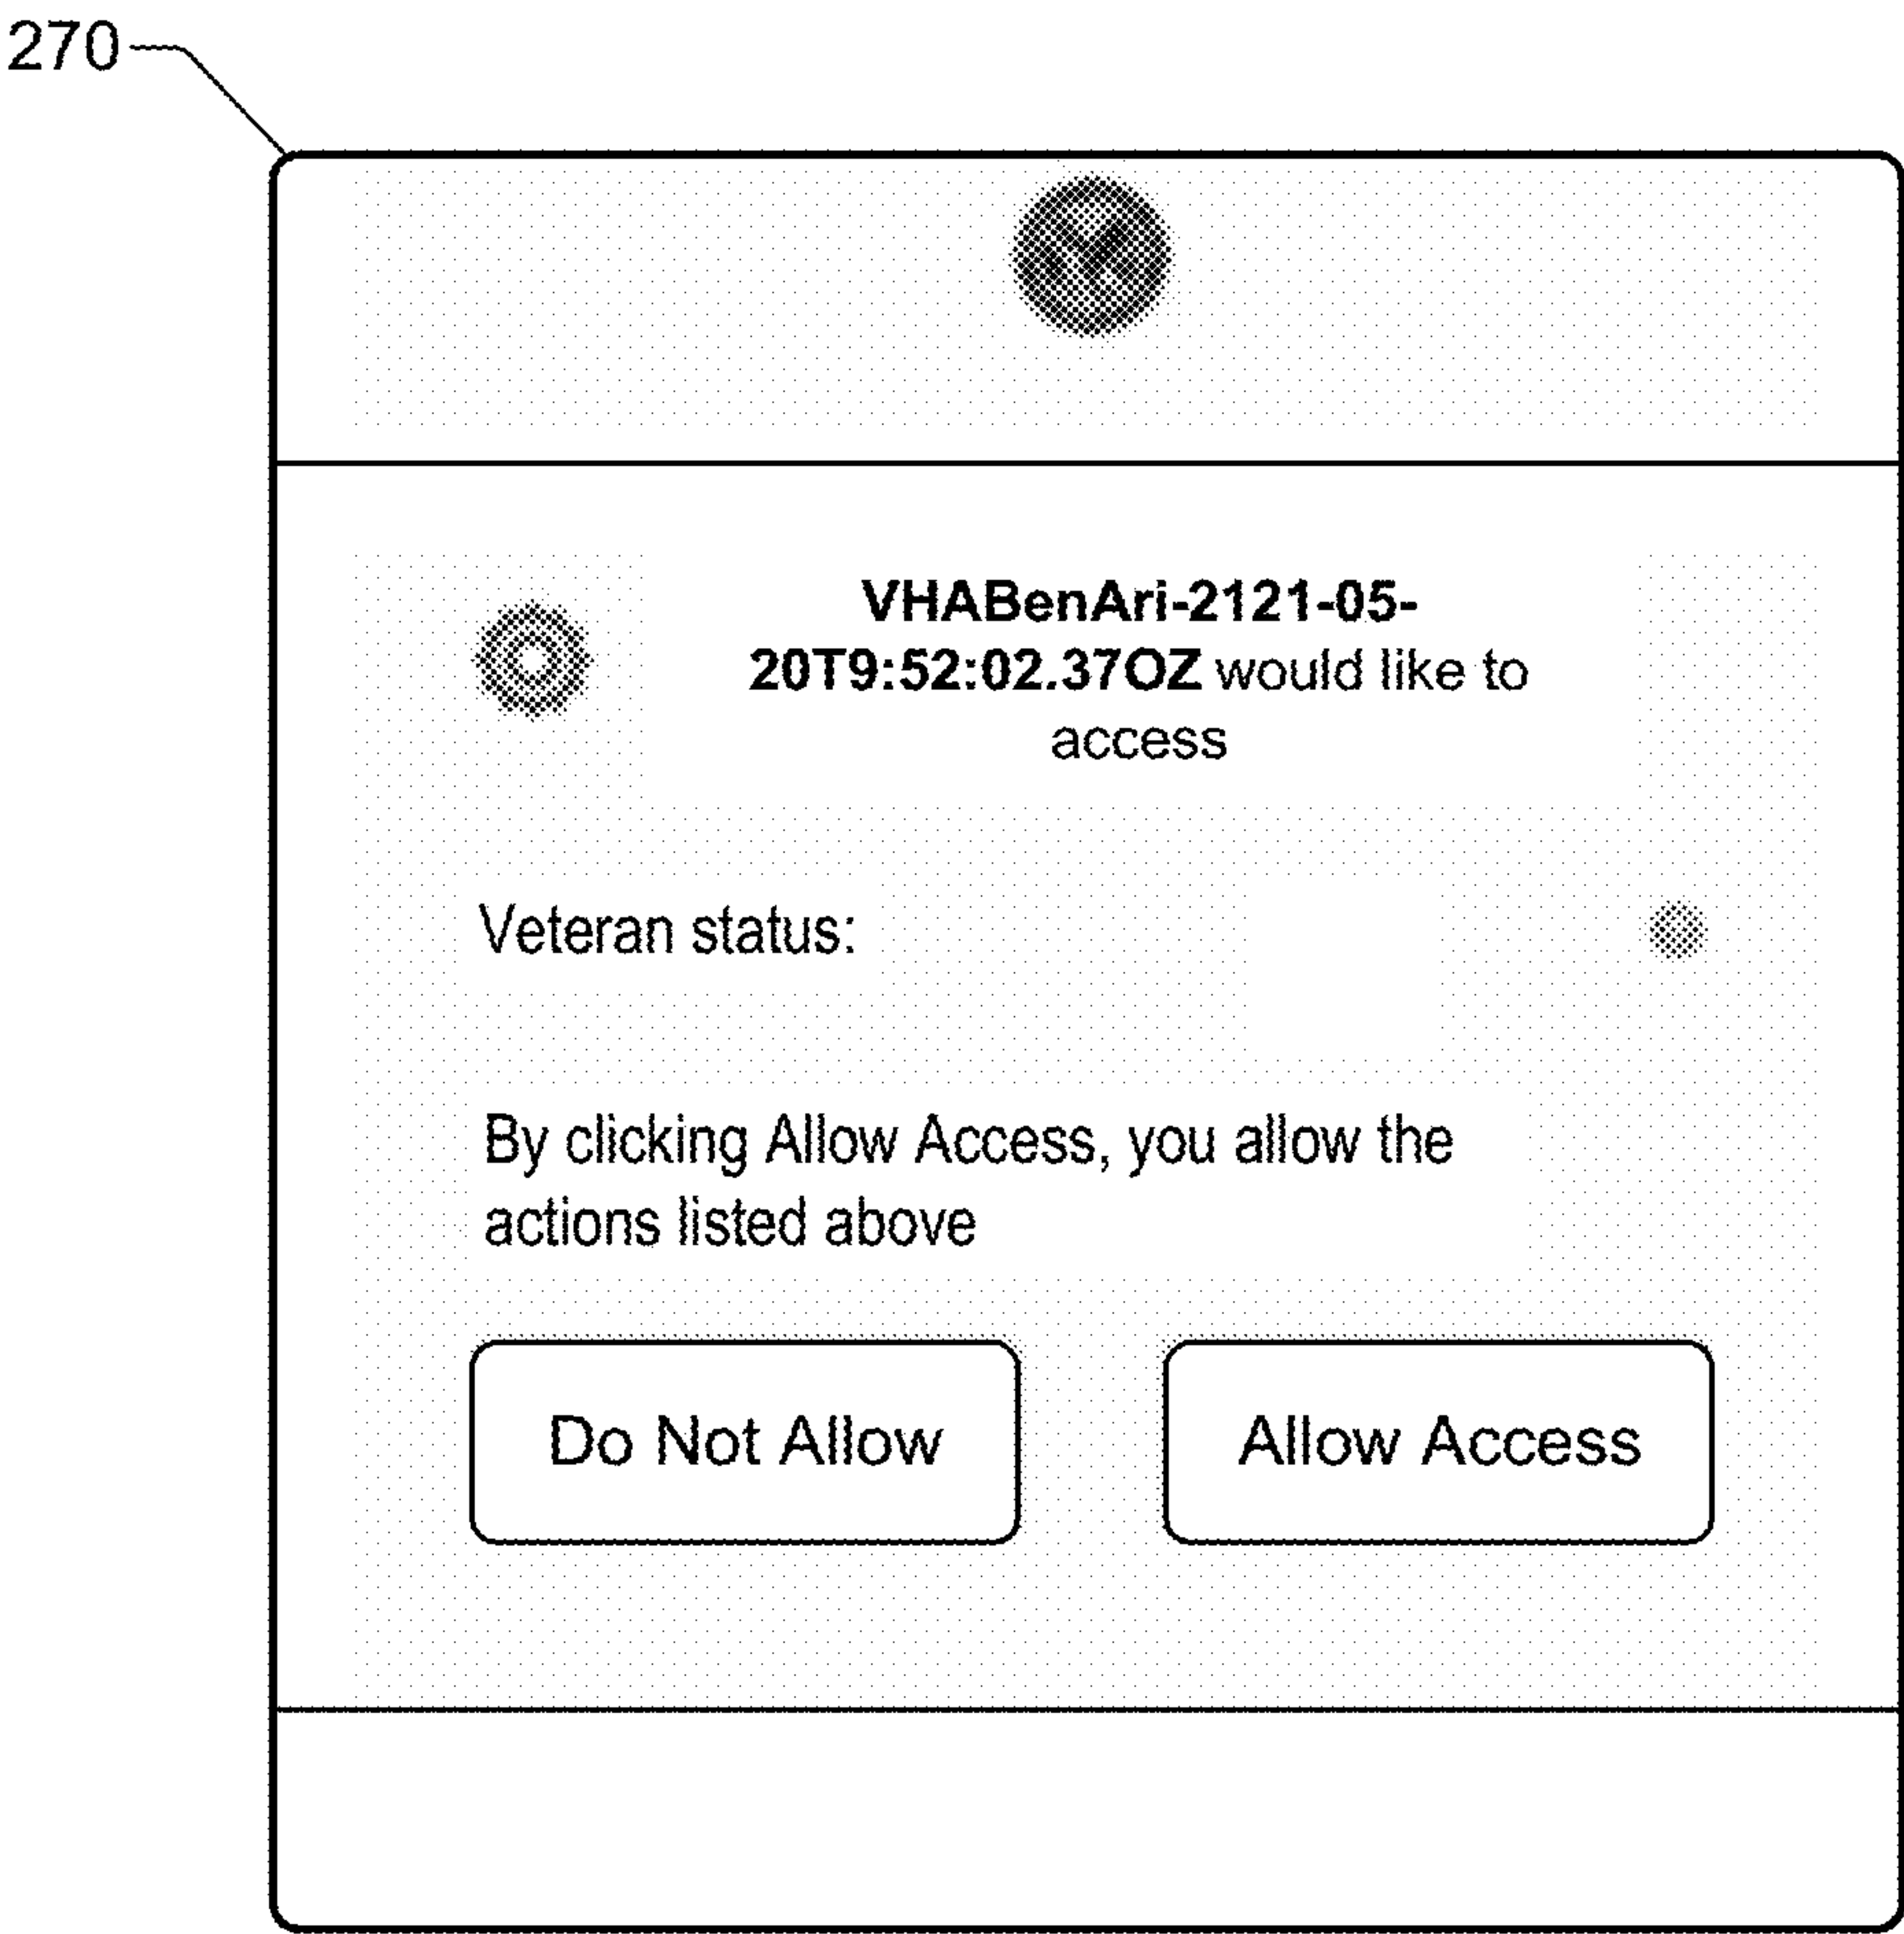 270
VHABenAri-2121-05-
20T9:52:02.37OZ would like to
access
Veteran status:
By clicking Allow Access, you allow the
actions listed above
Do Not Allow
Allow Access